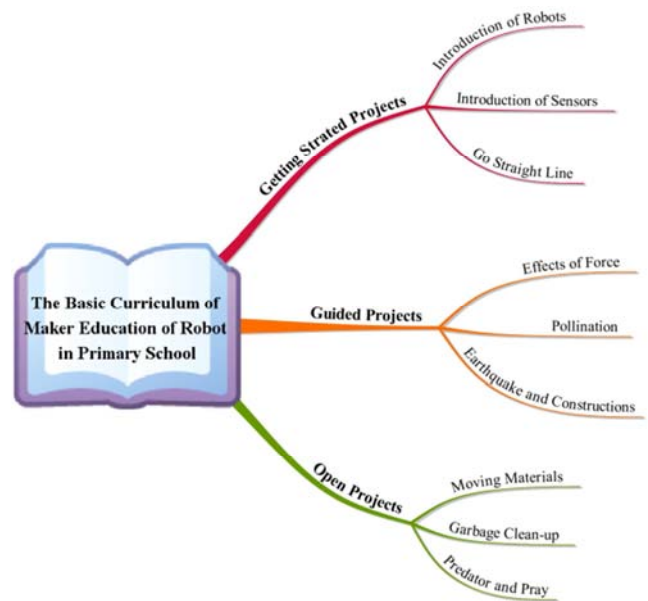 The Basic Curriculum of
Maker Education of Robot
in Primary School
Getting Strated Projects
Introduction of Robots
Introduction of Sensors
Go Straight Line
Guided Projects
Effects of Force
Pollination
Earthquake and Constructions
Open Projects
Moving Materials
Garbage Clean-up
Predator and Pray